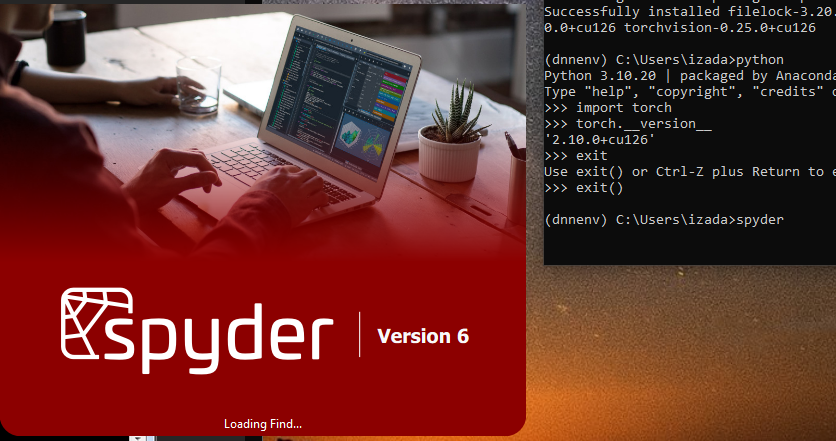 spyder
Version 6
Loading Find...
Successfully installed filelock-3.20.
0.0+cu126 torchvision-0.25.0+cu126
(dnnenv) C:\Users\izada>python
Python 3.10.20 | packaged by Anaconda
Type "help", "copyright", "credits"
>>> import torch
>>> torch.__version__
'2.10.0+cu126'
>>> exit
Use exit() or Ctrl-Z plus Return to
>>> exit()
(dnnenv) C:\Users\izada>spyder